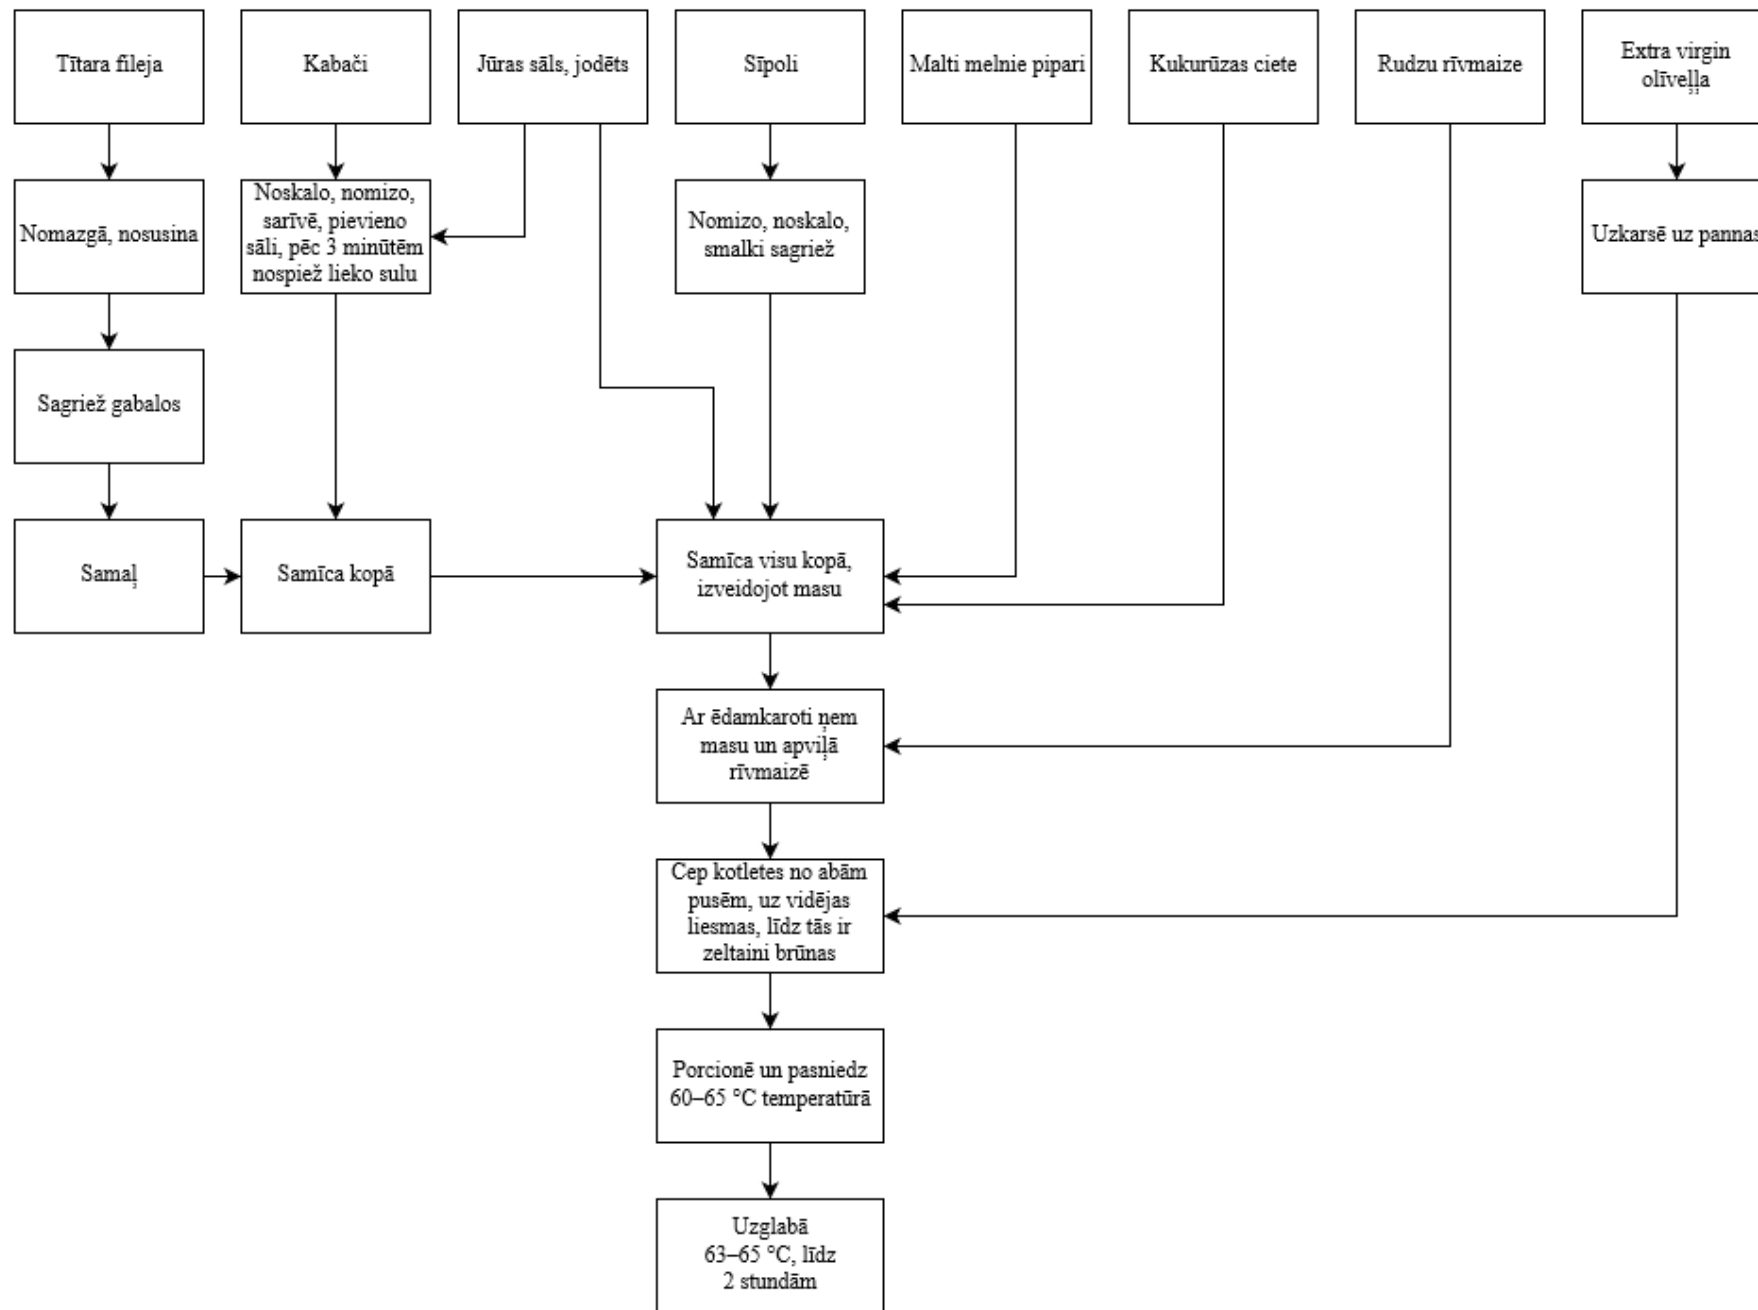 Tītara fileja
Kabači
Jūras sāls, jodēts
Sīpoli
Malti melnie pipari
Kukurūzas ciete
Rudzu rīvmaize
Extra virgin
olīveļļa
Nomazgā, nosusina
Noskalo, nomizo,
sarīvē, pievieno
sāli, pēc 3 minūtēm
nospiež lieko sulu
Nomizo, noskalo,
smalki sagriež
Uzkarsē uz pannas
Sagriež gabalos
Samaļ
Samīca kopā
Samīca visu kopā,
izveidojot masu
Ar ēdamkaroti ņem
masu un apviļā
rīvmaizē
Cep kotletes no abām
pusēm, uz vidējas
liesmas, līdz tās ir
zeltaini brūnas
Porcionē un pasniedz
60–65 °C temperatūrā
Uzglabā
63–65 °C, līdz
2 stundām